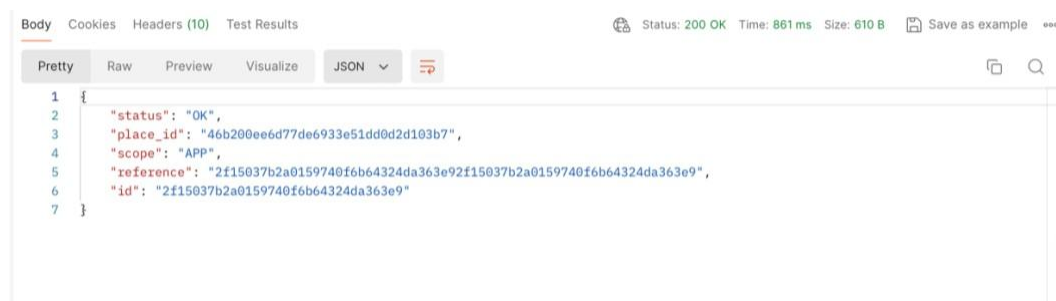 Body Cookies Headers (10) Test Results Status: 200 OK Time: 861 ms Size: 610 B Save as example
Pretty Raw Preview Visualize JSON
1 {
2 "status": "OK",
3 "place_id": "46b200ee6d77de6933e51dd0d2d103b7",
4 "scope": "APP",
5 "reference": "2f15037b2a0159740f6b64324da363e92f15037b2a0159740f6b64324da363e9",
6 "id": "2f15037b2a0159740f6b64324da363e9"
7 }